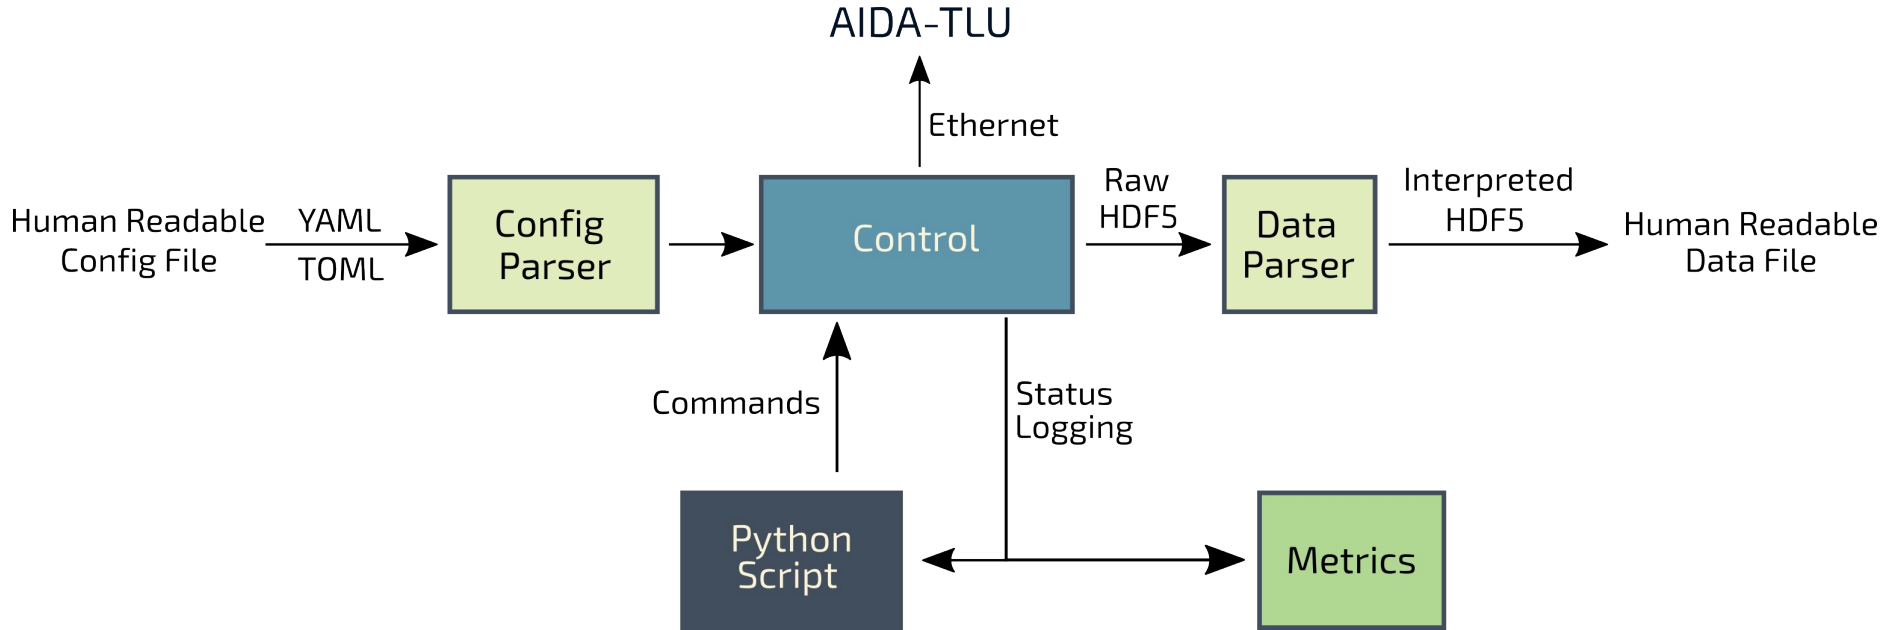 AIDA-TLU
Ethernet
Human Readable
Config File
YAML
TOML
Config
Parser
Control
Raw
HDF5
Data
Parser
Interpreted
HDF5
Human Readable
Data File
Commands
Status
Logging
Python
Script
Metrics